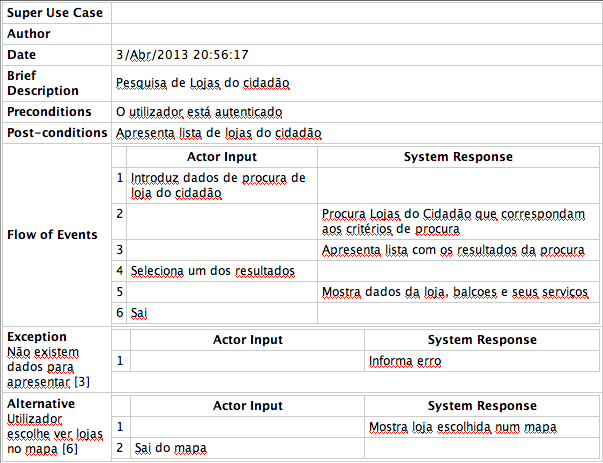 Super Use Case
Author
Date 3/Abr/2013 20:56:17
Brief
Description Pesquisa de Lojas do cidadão
Preconditions O utilizador está autenticado
Post-conditions Apresenta lista de lojas do cidadão
Flow of Events
Actor Input System Response
1 Introduz dados de procura de
loja do cidadão
2 Procura Lojas do Cidadão que correspondam
aos critérios de procura
3 Apresenta lista com os resultados da procura
4 Seleciona um dos resultados
5 Mostra dados da loja, balcoes e seus serviços
6 Sai
Exception
Não existem
dados para
apresentar [3]
Actor Input System Response
1 Informa erro
Alternative
Utilizador
escolhe ver lojas
no mapa [6]
Actor Input System Response
1 Mostra loja escolhida num mapa
2 Sai do mapa